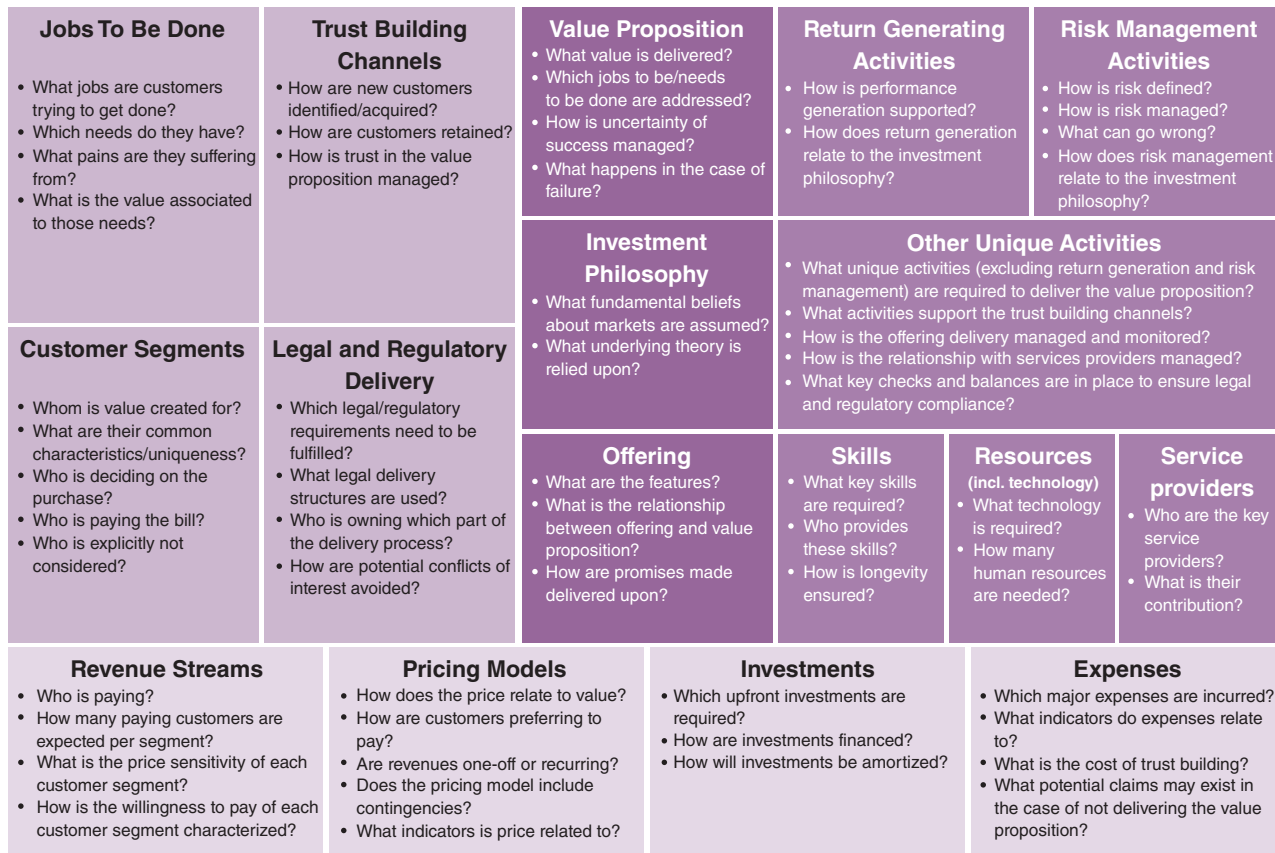 Jobs To Be Done
• What jobs are customers
trying to get done?
• Which needs do they have?
• What pains are they suffering
from?
• What is the value associated
to those needs?
Trust Building
Channels
• How are new customers
identified/acquired?
• How are customers retained?
• How is trust in the value
proposition managed?
Value Proposition
• What value is delivered?
• Which jobs to be/needs
to be done are addressed?
• How is uncertainty of
success managed?
• What happens in the case of
failure?
Return Generating
Activities
• How is performance
generation supported?
• How does return generation
relate to the investment
philosophy?
Risk Management
Activities
• How is risk defined?
• How is risk managed?
• What can go wrong?
• How does risk management
relate to the investment
philosophy?
Investment
Philosophy
• What fundamental beliefs
about markets are assumed?
• What underlying theory is
relied upon?
Other Unique Activities
• What unique activities (excluding return generation and risk
management) are required to deliver the value proposition?
• What activities support the trust building channels?
• How is the offering delivery managed and monitored?
• How is the relationship with services providers managed?
• What key checks and balances are in place to ensure legal
and regulatory compliance?
Customer Segments
• Whom is value created for?
• What are their common
characteristics/uniqueness?
• Who is deciding on the
purchase?
• Who is paying the bill?
• Who is explicitly not
considered?
Legal and Regulatory
Delivery
• Which legal/regulatory
requirements need to be
fulfilled?
• What legal delivery
structures are used?
• Who is owning which part of
the delivery process?
• How are potential conflicts of
interest avoided?
Offering
• What are the features?
• What is the relationship
between offering and value
proposition?
• How are promises made
delivered upon?
Skills
• What key skills
are required?
• Who provides
these skills?
• How is longevity
ensured?
Resources
(incl. technology)
• What technology
is required?
• How many
human resources
are needed?
Service
providers
• Who are the key
service
providers?
• What is their
contribution?
Revenue Streams
• Who is paying?
• How many paying customers are
expected per segment?
• What is the price sensitivity of each
customer segment?
• How is the willingness to pay of each
customer segment characterized?
Pricing Models
• How does the price relate to value?
• How are customers preferring to
pay?
• Are revenues one-off or recurring?
• Does the pricing model include
contingencies?
• What indicators is price related to?
Investments
• Which upfront investments are
required?
• How are investments financed?
• How will investments be amortized?
Expenses
• Which major expenses are incurred?
• What indicators do expenses relate
to?
• What is the cost of trust building?
• What potential claims may exist in
the case of not delivering the value
proposition?